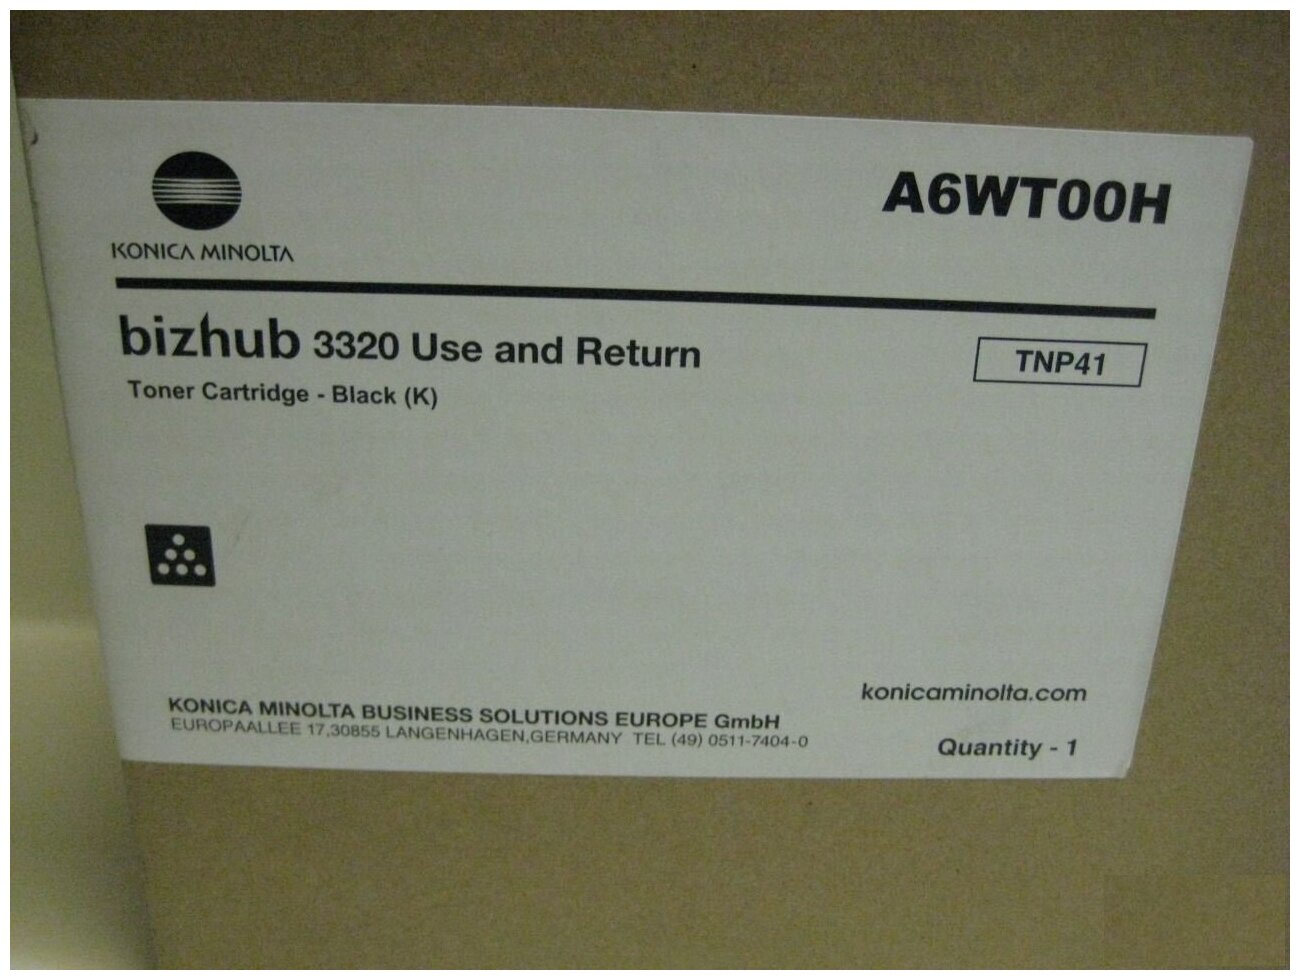 KONICA MINOLTA
A6WT00H
bizhub 3320 Use and Return
TNP41
Toner Cartridge - Black (K)
konicaminolta.com
KONICA MINOLTA BUSINESS SOLUTIONS EUROPE GmbH
EUROPAALLEE 17,30855 LANGENHAGEN,GERMANY TEL (49) 0511-7404-0
Quantity - 1